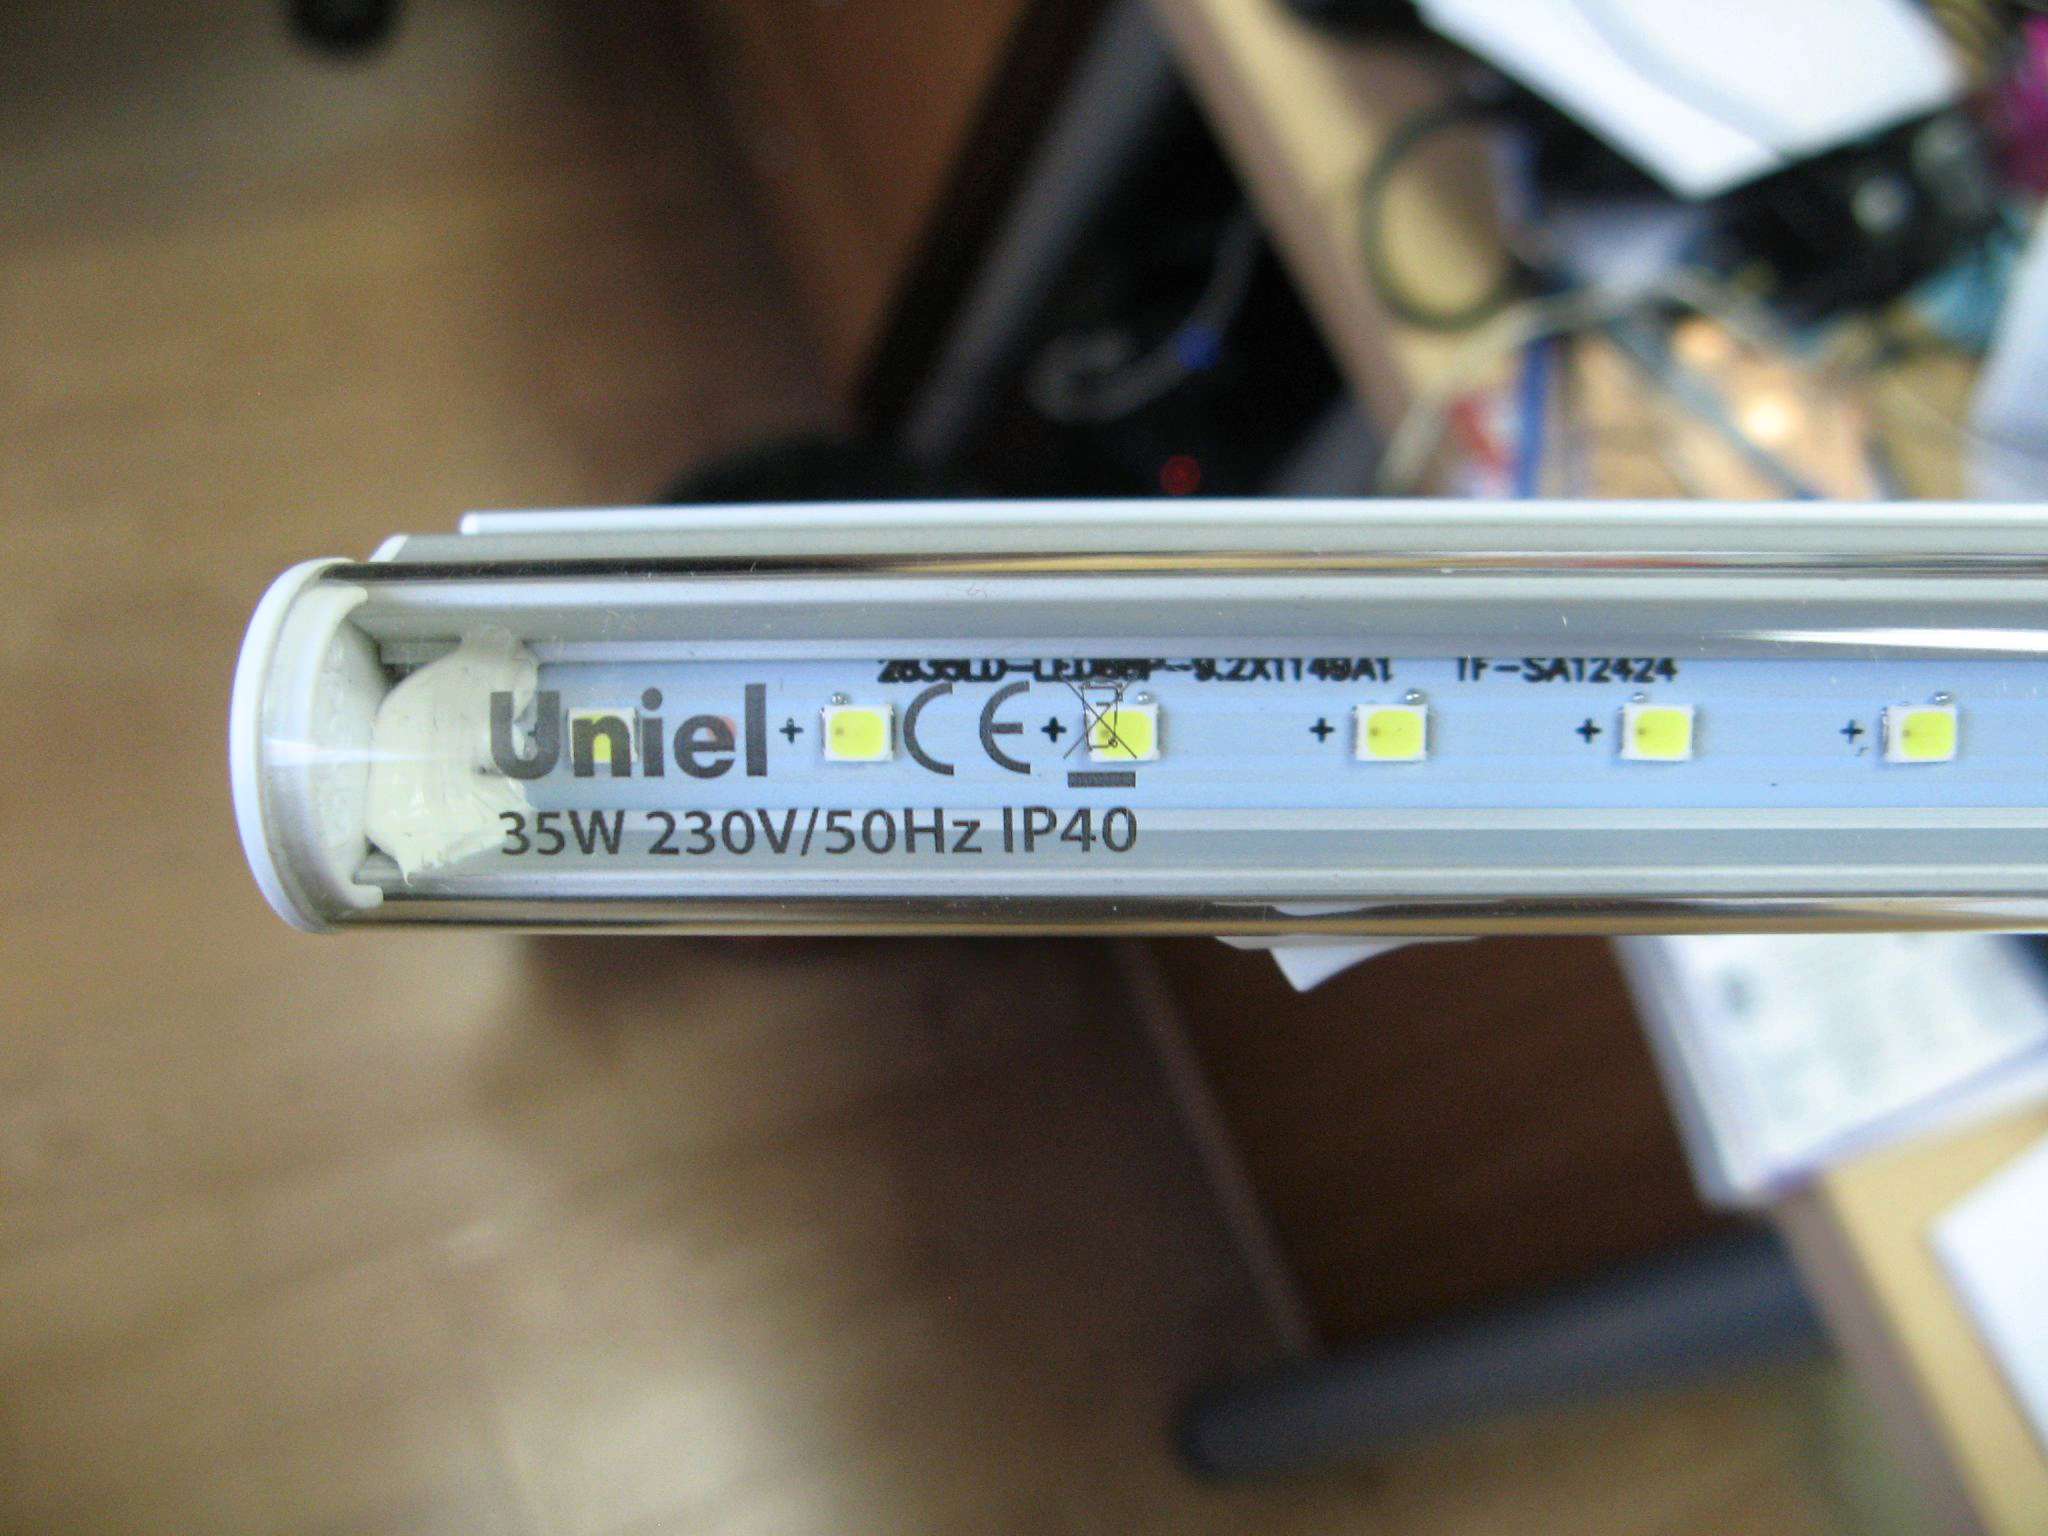 TF-SA12424
Uniel + CE + + + +
35W 230V/50Hz IP40